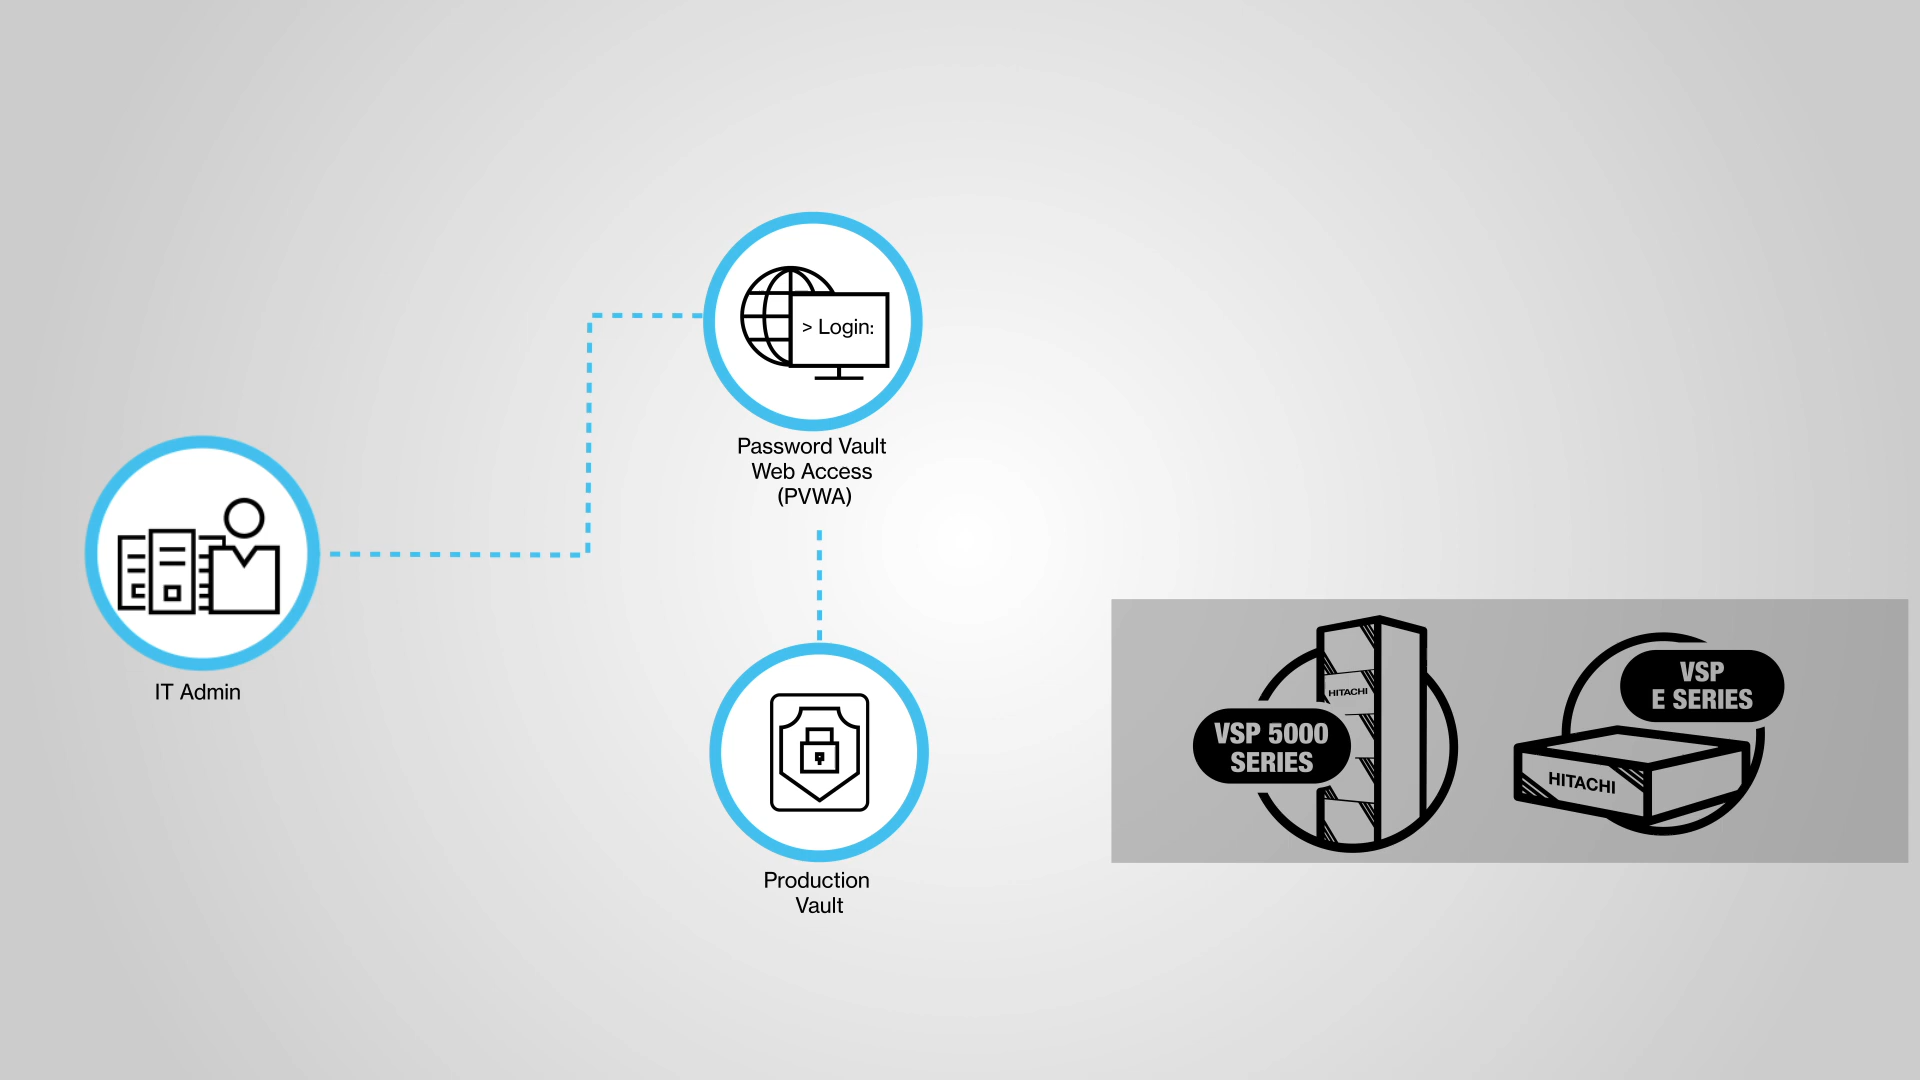 > Login:
Password Vault
Web Access
(PVWA)
IT Admin
Production
Vault
HITACHI
VSP 5000
SERIES
VSP
E SERIES
HITACHI